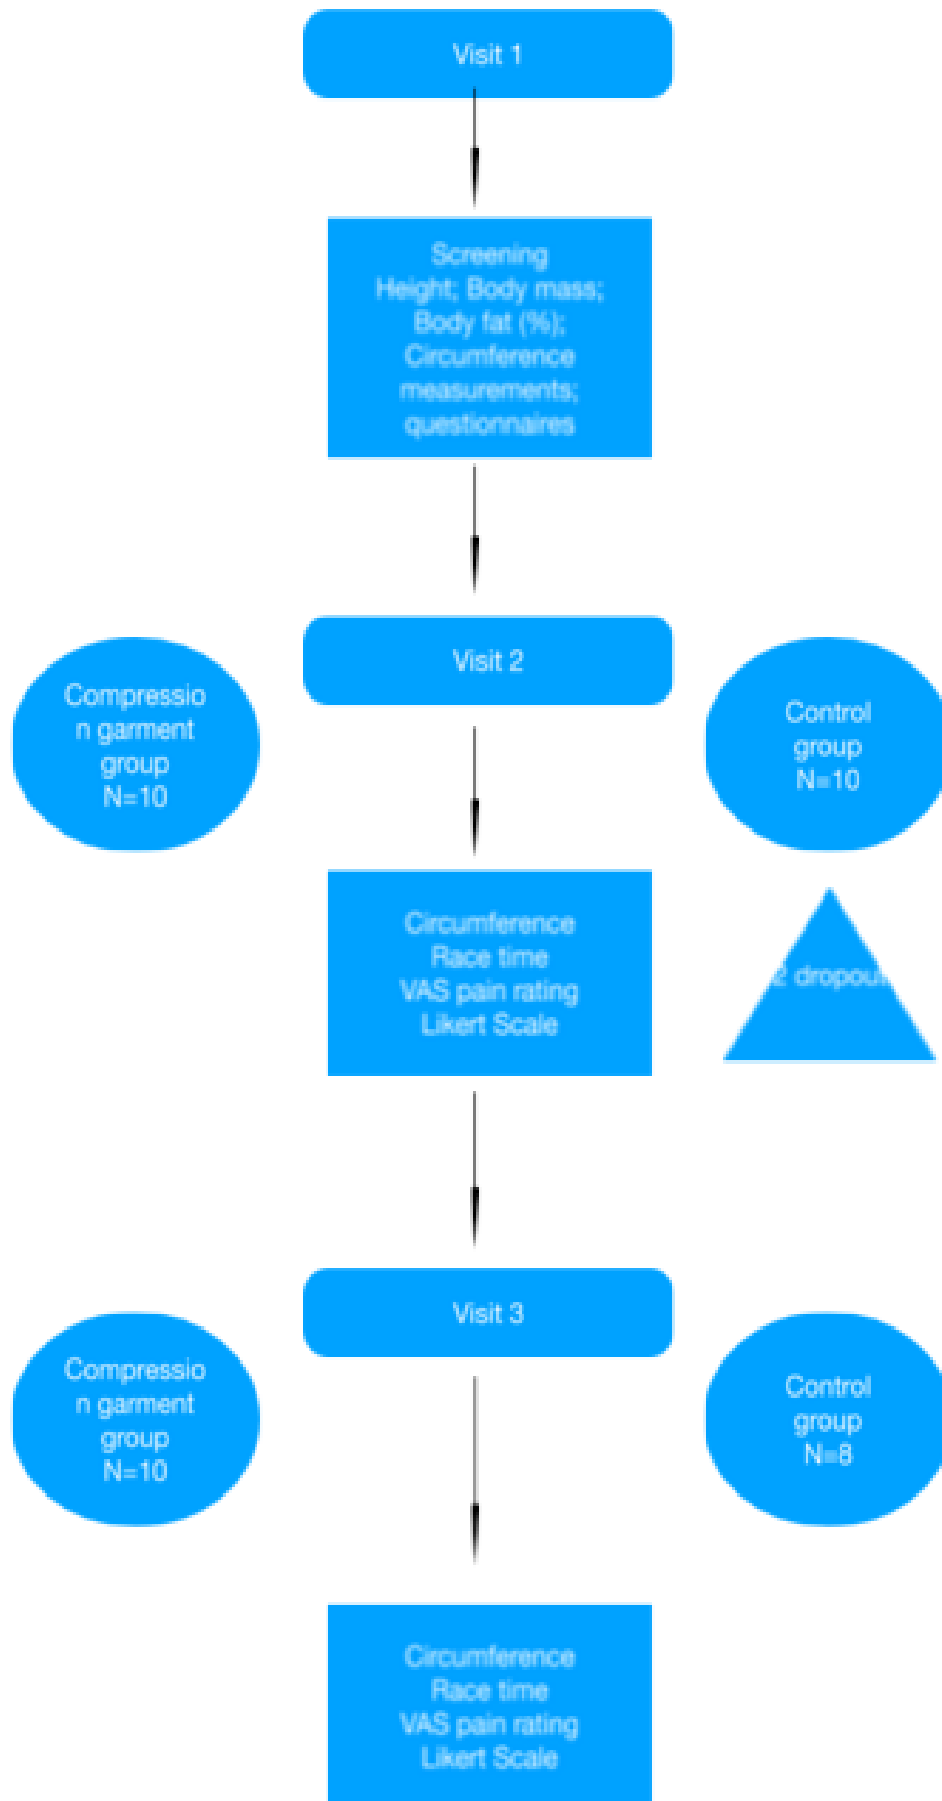 Visit 1
Screening
Height; Body mass;
Body fat (%);
Circumference
measurements;
questionnaires
Visit 2
Compressio
n garment
group
N=10
Control
group
N=10
Circumference
Race time
VAS pain rating
Likert Scale
2 dropou
Visit 3
Compressio
n garment
group
N=10
Control
group
N=8
Circumference
Race time
VAS pain rating
Likert Scale